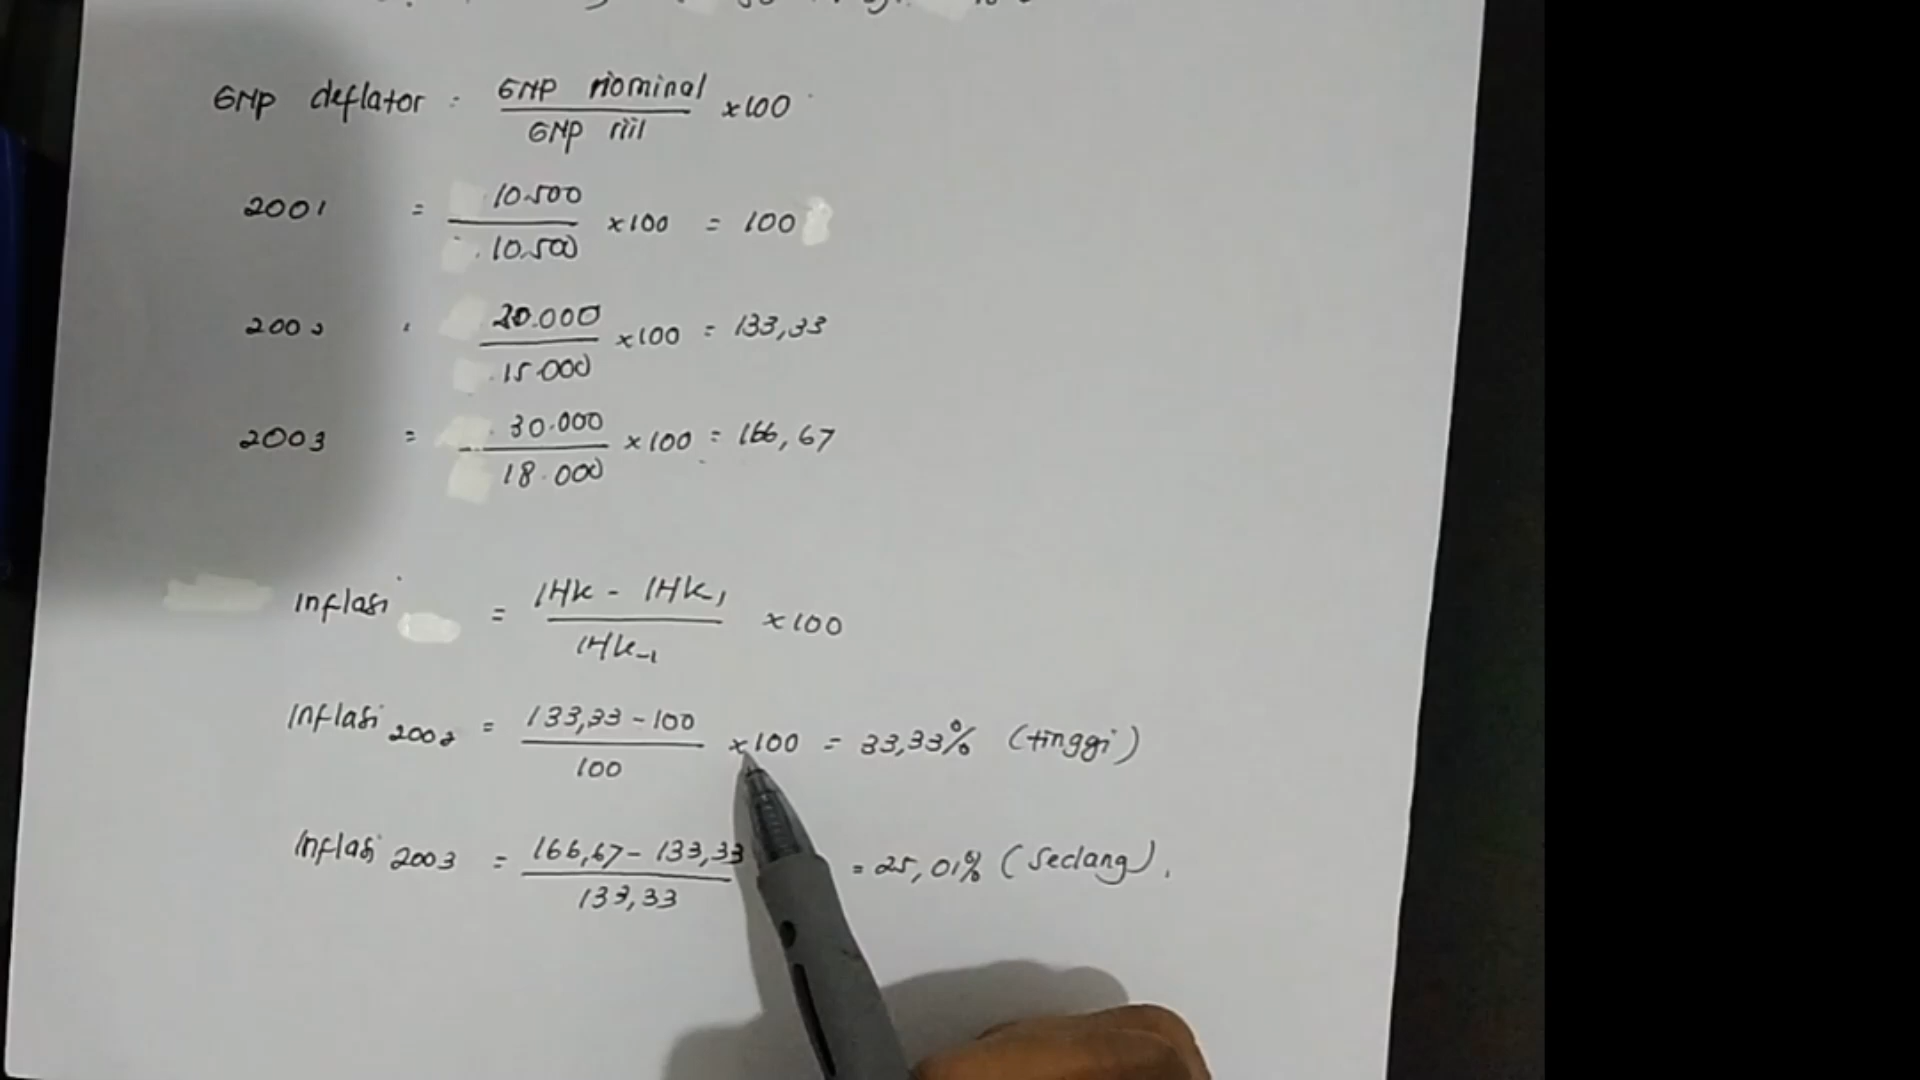 GNP deflator = GNP nominal / GNP riil x100
2001 = 10.500 / 10.500 x100 = 100
2002 = 20.000 / 15.000 x100 = 133,33
2003 = 30.000 / 18.000 x100 = 166,67
Inflasi = IHK - IHK₁ / IHK₋₁ x100
Inflasi 2002 = 133,33 - 100 / 100 x100 = 33,33% (tinggi)
Inflasi 2003 = 166,67 - 133,33 / 133,33 = 25,01% (Sedang).